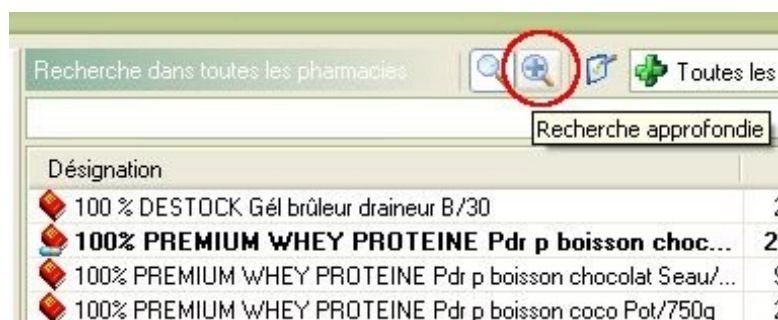 Recherche dans toutes les pharmacies
Toutes les
Recherche approfondie
Désignation
100 % DESTOCK Gél brûleur draineur B/30
100% PREMIUM WHEY PROTEINE Pdr p boisson choc... 2
100% PREMIUM WHEY PROTEINE Pdr p boisson chocolat Seau/...
100% PREMIUM WHEY PROTEINE Pdr p boisson coco Pot/750g